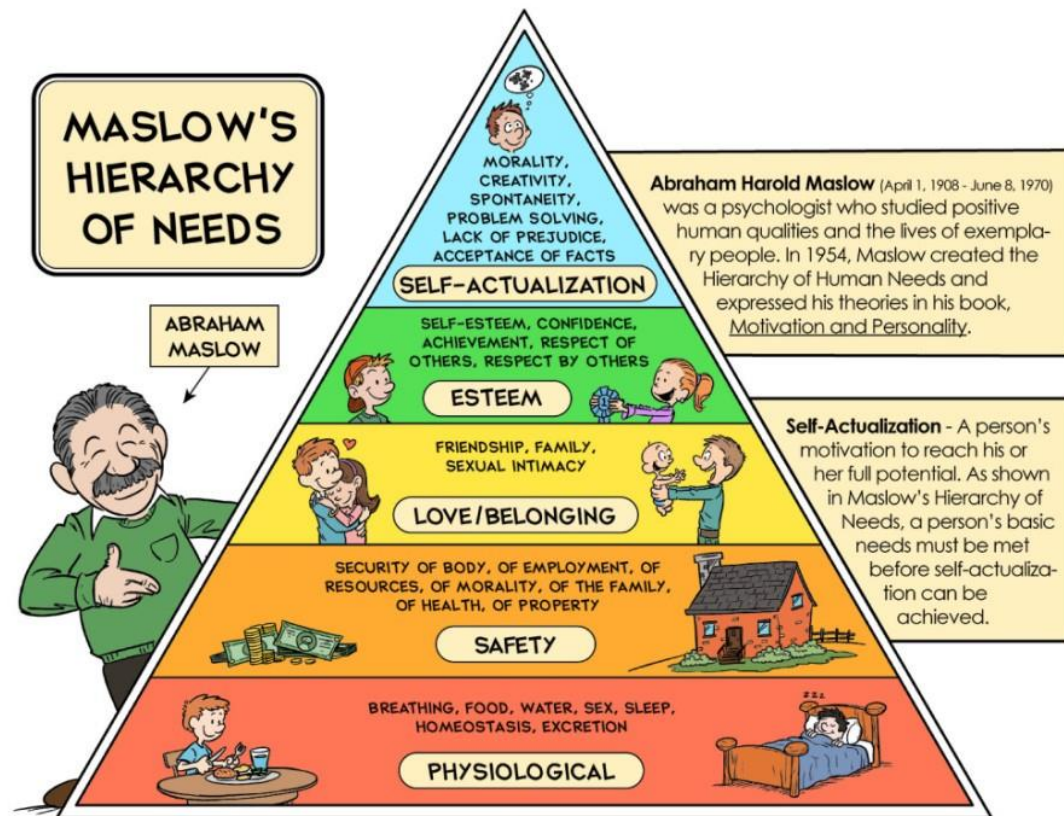 MASLOW'S
HIERARCHY
OF NEEDS
ABRAHAM
MASLOW
MORALITY,
CREATIVITY,
SPONTANEITY,
PROBLEM SOLVING,
LACK OF PREJUDICE,
ACCEPTANCE OF FACTS
SELF-ACTUALIZATION
SELF-ESTEEM, CONFIDENCE,
ACHIEVEMENT, RESPECT OF
OTHERS, RESPECT BY OTHERS
ESTEEM
1
FRIENDSHIP, FAMILY,
SEXUAL INTIMACY
LOVE/BELONGING
SECURITY OF BODY, OF EMPLOYMENT, OF
RESOURCES, OF MORALITY, OF THE FAMILY,
OF HEALTH, OF PROPERTY
SAFETY
BREATHING, FOOD, WATER, SEX, SLEEP,
HOMEOSTASIS, EXCRETION
PHYSIOLOGICAL
zzz
Abraham Harold Maslow (April 1, 1908 - June 8, 1970)
was a psychologist who studied positive
human qualities and the lives of exempla-
ry people. In 1954, Maslow created the
Hierarchy of Human Needs and
expressed his theories in his book,
Motivation and Personality.
Self-Actualization - A person's
motivation to reach his or
her full potential. As shown
in Maslow's Hierarchy of
Needs, a person's basic
needs must be met
before self-actualiza-
tion can be
achieved.